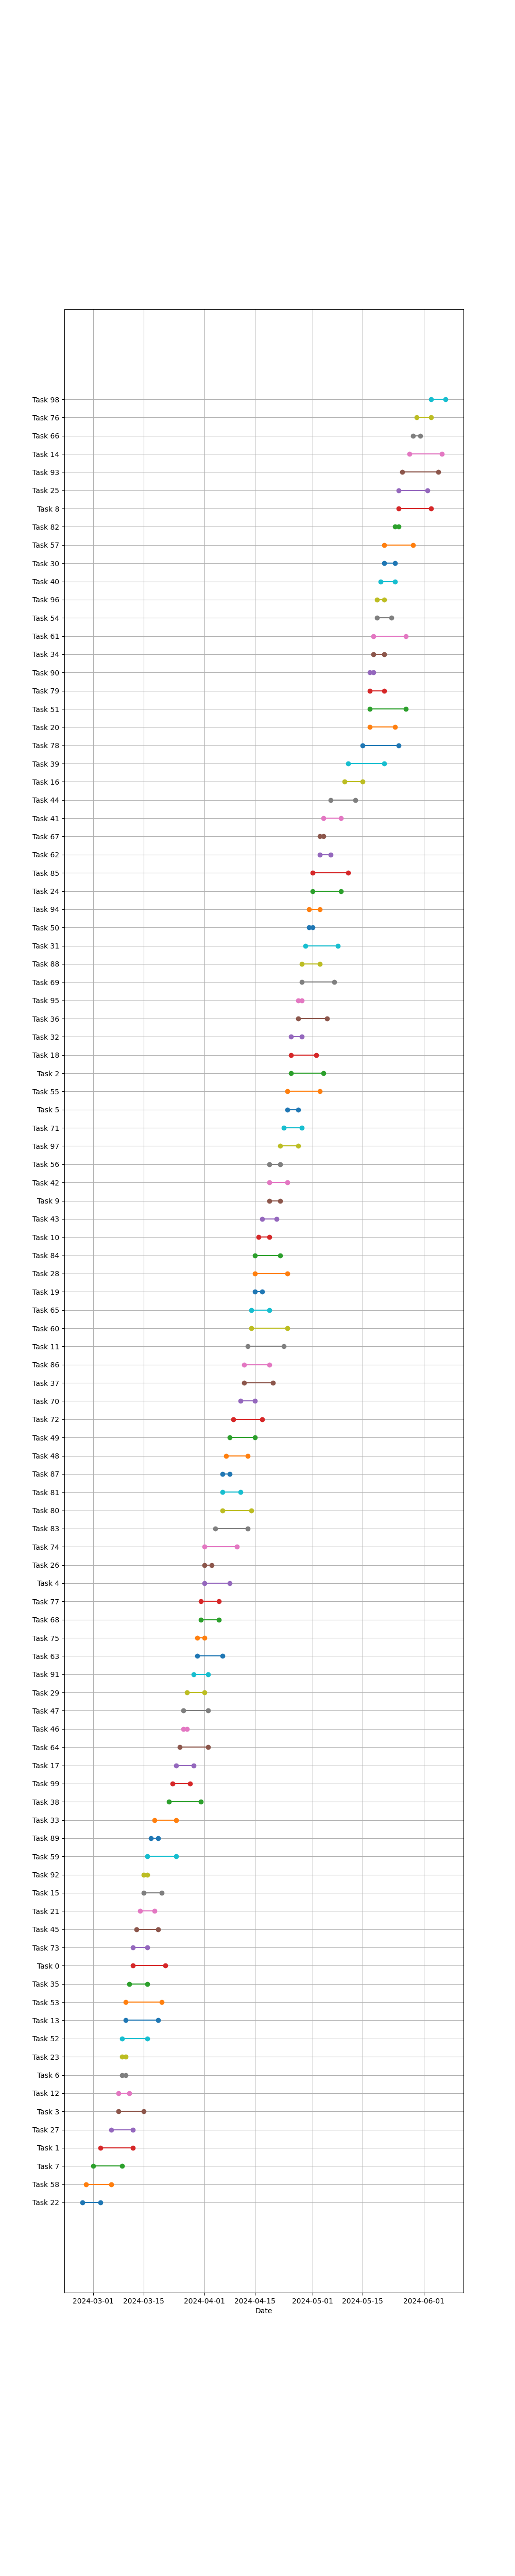 Task 98
Task 76
Task 66
Task 14
Task 93
Task 25
Task 8
Task 82
Task 57
Task 30
Task 40
Task 96
Task 54
Task 61
Task 34
Task 90
Task 79
Task 51
Task 20
Task 78
Task 39
Task 16
Task 44
Task 41
Task 67
Task 62
Task 85
Task 24
Task 94
Task 50
Task 31
Task 88
Task 69
Task 95
Task 36
Task 32
Task 18
Task 2
Task 55
Task 5
Task 71
Task 97
Task 56
Task 42
Task 9
Task 43
Task 10
Task 84
Task 28
Task 19
Task 65
Task 60
Task 11
Task 86
Task 37
Task 70
Task 72
Task 49
Task 48
Task 87
Task 81
Task 80
Task 83
Task 74
Task 26
Task 4
Task 77
Task 68
Task 75
Task 63
Task 91
Task 29
Task 47
Task 46
Task 64
Task 17
Task 99
Task 38
Task 33
Task 89
Task 59
Task 92
Task 15
Task 21
Task 45
Task 73
Task 0
Task 35
Task 53
Task 13
Task 52
Task 23
Task 6
Task 12
Task 3
Task 27
Task 1
Task 7
Task 58
Task 22
2024-03-01 2024-03-15 2024-04-01 2024-04-15 2024-05-01 2024-05-15 2024-06-01
Date